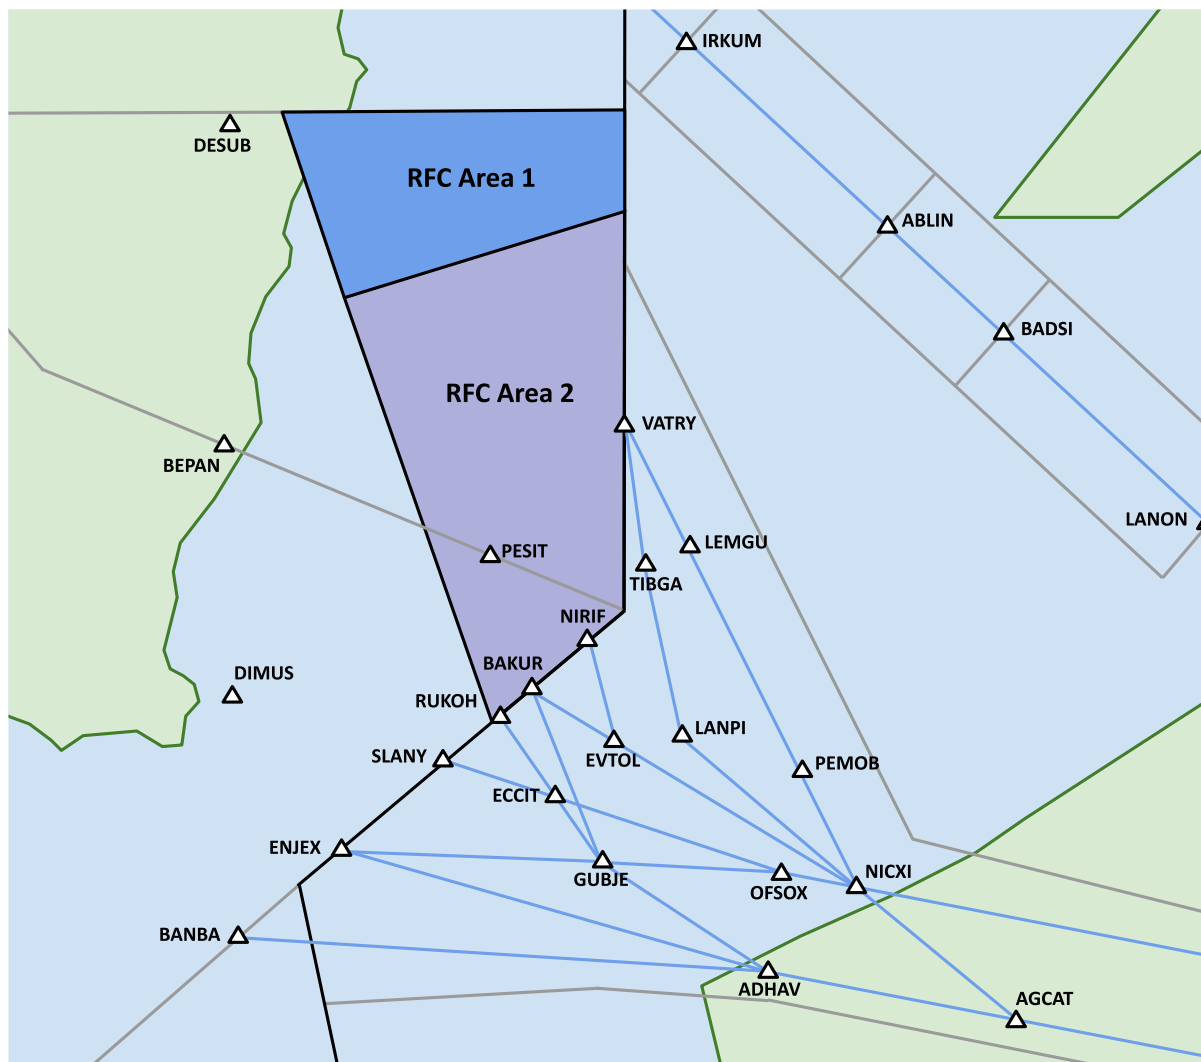 IRKUM
DESUB
RFC Area 1
ABLIN
BADSI
RFC Area 2
VATRY
BEPAN
LANON
PESIT
LEMGU
TIBGA
NIRIF
BAKUR
DIMUS
RUKOH
LANPI
SLANY
EVTOL
PEMOB
ECCIT
ENJEX
GUBJE
NICXI
OFSOX
BANBA
ADHAV
AGCAT